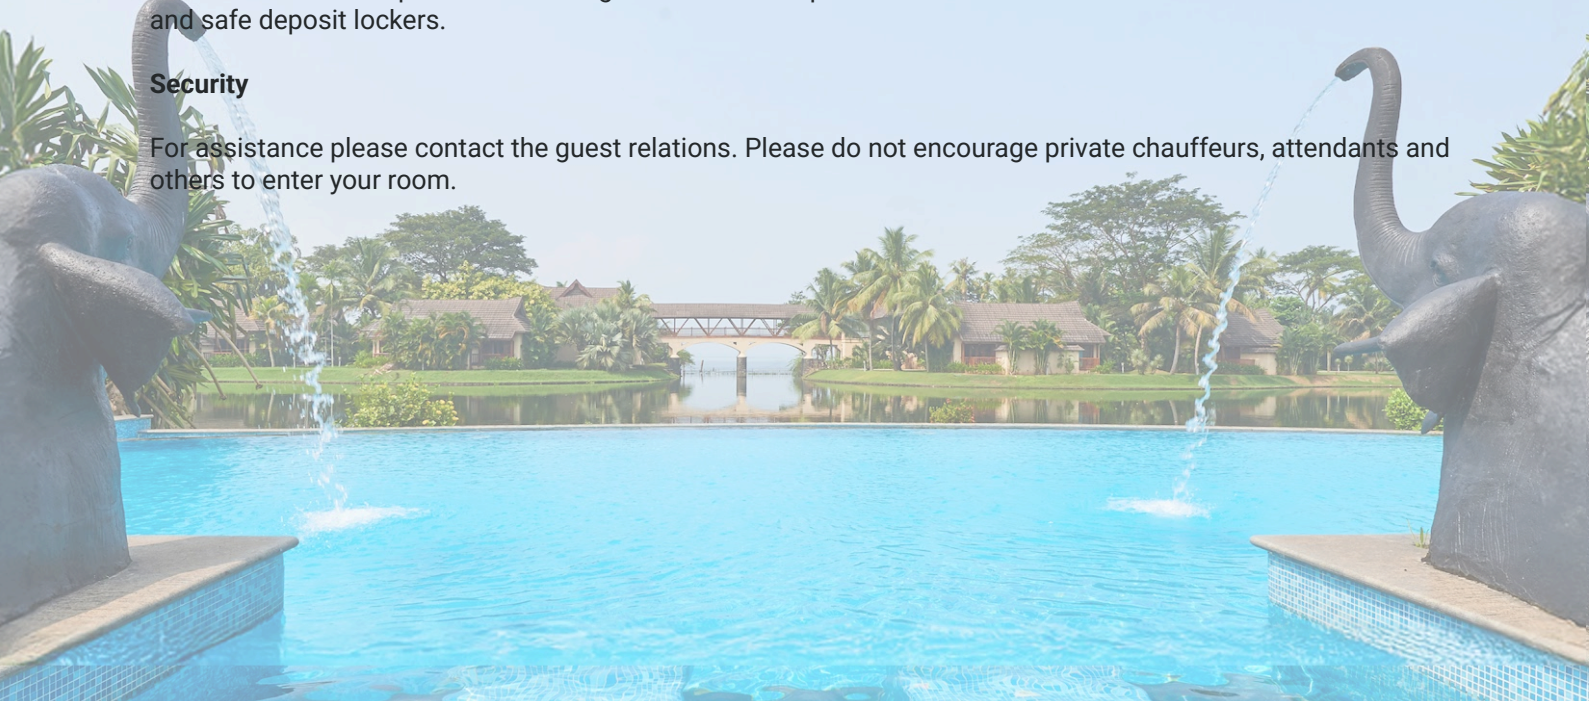 and safe deposit lockers.
Security
For assistance please contact the guest relations. Please do not encourage private chauffeurs, attendants and
others to enter your room.